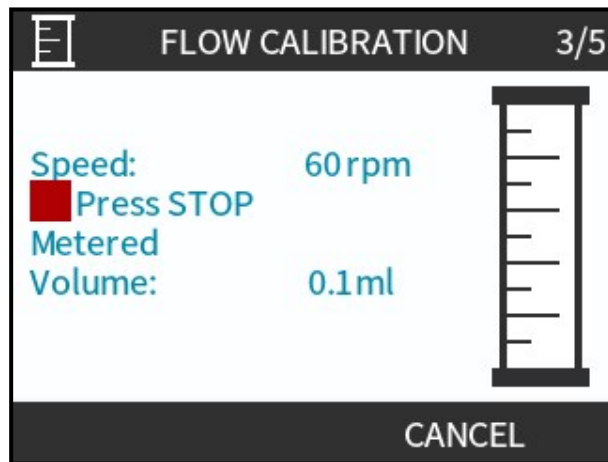 FLOW CALIBRATION 3/5
Speed: 60 rpm
Press STOP
Metered
Volume: 0.1ml
CANCEL